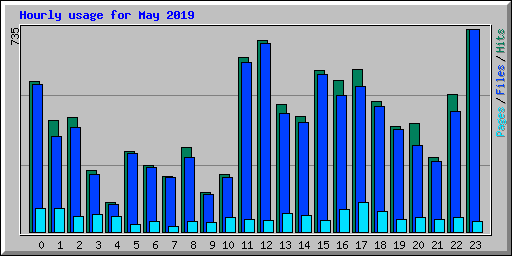 Hourly usage for May 2019
735
Pages/Files/Hits
0 1 2 3 4 5 6 7 8 9 10 11 12 13 14 15 16 17 18 19 20 21 22 23